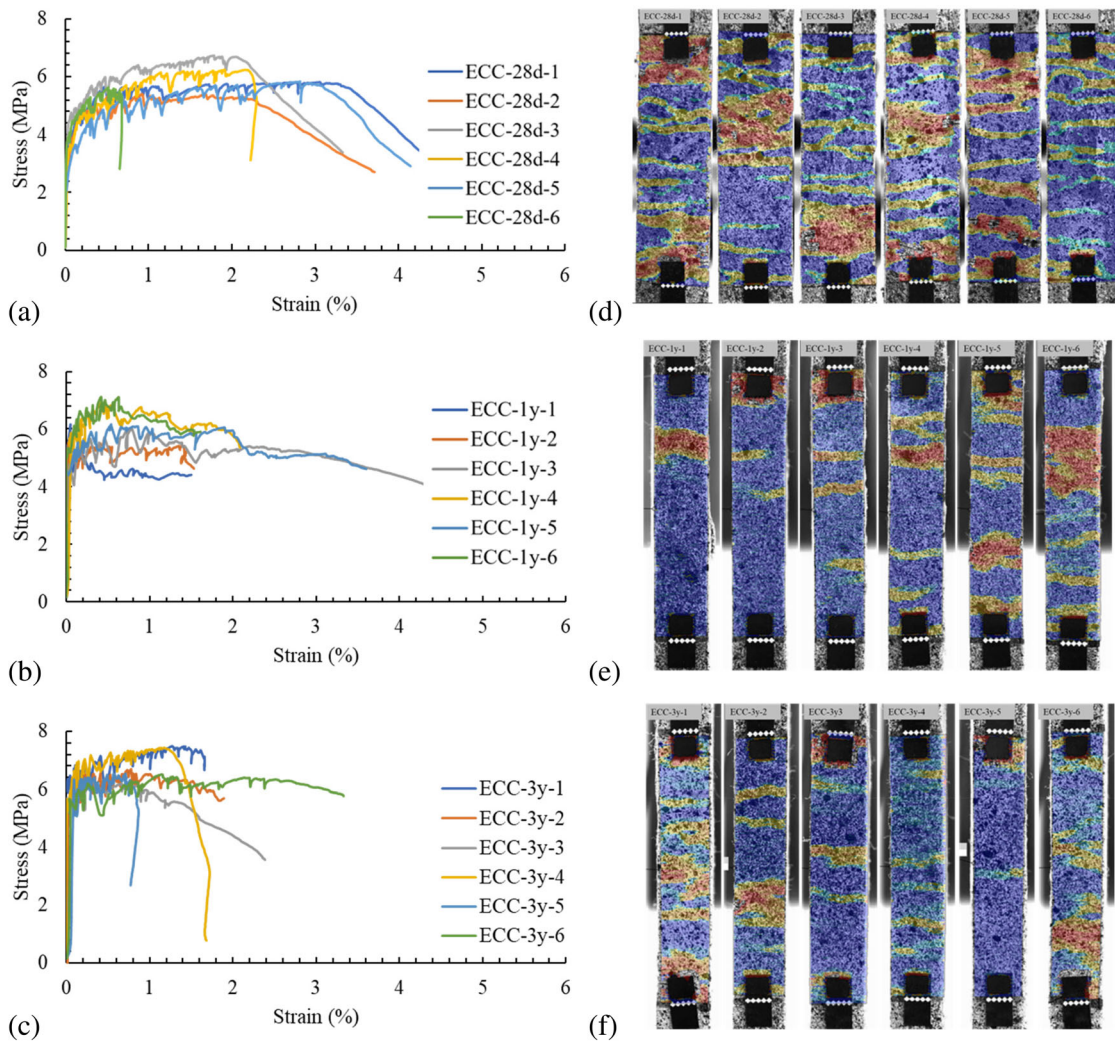 8
6
4
2
0
Stress (MPa)
0 1 2 3 4 5 6
Strain (%)
ECC-28d-1
ECC-28d-2
ECC-28d-3
ECC-28d-4
ECC-28d-5
ECC-28d-6
(a)
ECC-28d-1 ECC-28d-2 ECC-28d-3 ECC-28d-4 ECC-28d-5 ECC-28d-6
(d)
8
6
4
2
0
Stress (MPa)
0 1 2 3 4 5 6
Strain (%)
ECC-1y-1
ECC-1y-2
ECC-1y-3
ECC-1y-4
ECC-1y-5
ECC-1y-6
(b)
ECC-1y-1 ECC-1y-2 ECC-1y-3 ECC-1y-4 ECC-1y-5 ECC-1y-6
(e)
8
6
4
2
0
Stress (MPa)
0 1 2 3 4 5 6
Strain (%)
ECC-3y-1
ECC-3y-2
ECC-3y-3
ECC-3y-4
ECC-3y-5
ECC-3y-6
(c)
ECC-3y-1 ECC-3y-2 ECC-3y3 ECC-3y-4 ECC-3y-5 ECC-3y-6
(f)